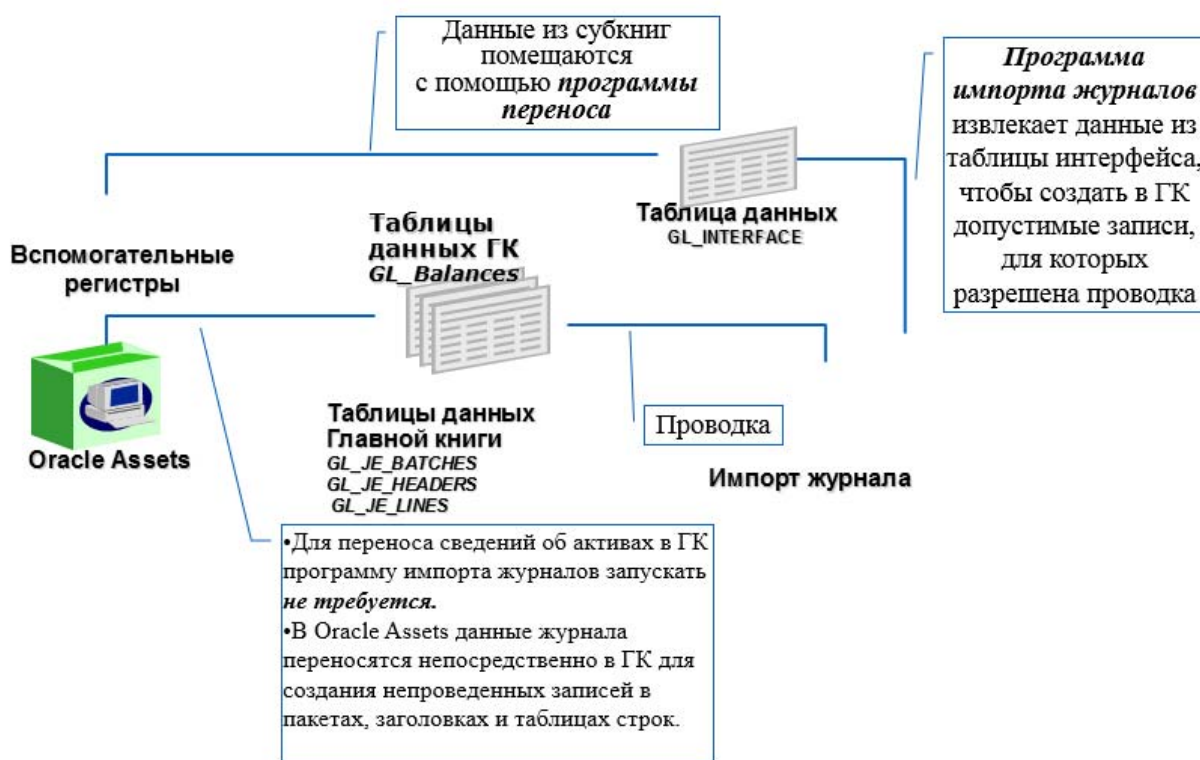 Данные из субкниг
помещаются
с помощью программы
переноса
Программа
импорта журналов
извлекает данные из
таблицы интерфейса,
чтобы создать в ГК
допустимые записи,
для которых
разрешена проводка
Таблицы
данных ГК
GL_Balances
Таблица данных
GL_INTERFACE
Вспомогательные
регистры
Oracle Assets
Таблицы данных
Главной книги
GL_JE_BATCHES
GL_JE_HEADERS
GL_JE_LINES
Проводка
Импорт журнала
•Для переноса сведений об активах в ГК
программу импорта журналов запускать
не требуется.
•В Oracle Assets данные журнала
переносятся непосредственно в ГК для
создания непроведенных записей в
пакетах, заголовках и таблицах строк.